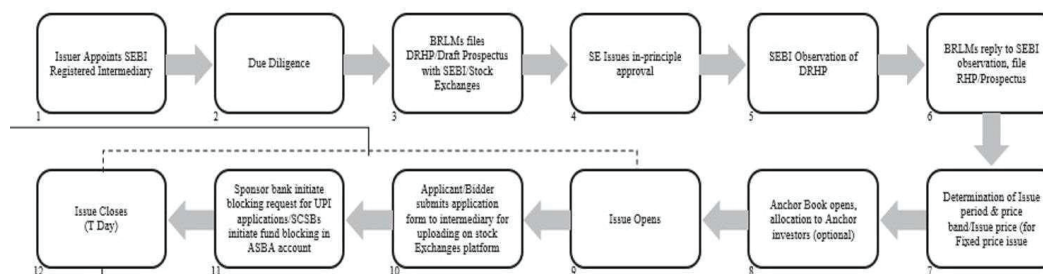 Issuer Appoints SEBI
Registered Intermediary
1
Due Diligence
2
BRLMs files
DRHP/Draft Prospectus
with SEBI/Stock
Exchanges
3
SE Issues in-principle
approval
4
SEBI Observation of
DRHP
5
BRLMs reply to SEBI
observation, file
RHP/Prospectus
6
Determination of Issue
period & price
band/Issue price (for
Fixed price issue
7
Anchor Book opens,
allocation to Anchor
investors (optional)
8
Issue Opens
9
Applicant/Bidder
submits application
form to intermediary for
uploading on stock
Exchanges platform
10
Sponsor bank initiate
blocking request for UPI
applications/SCSBs
initiate fund blocking in
ASBA account
11
Issue Closes
(T Day)
12